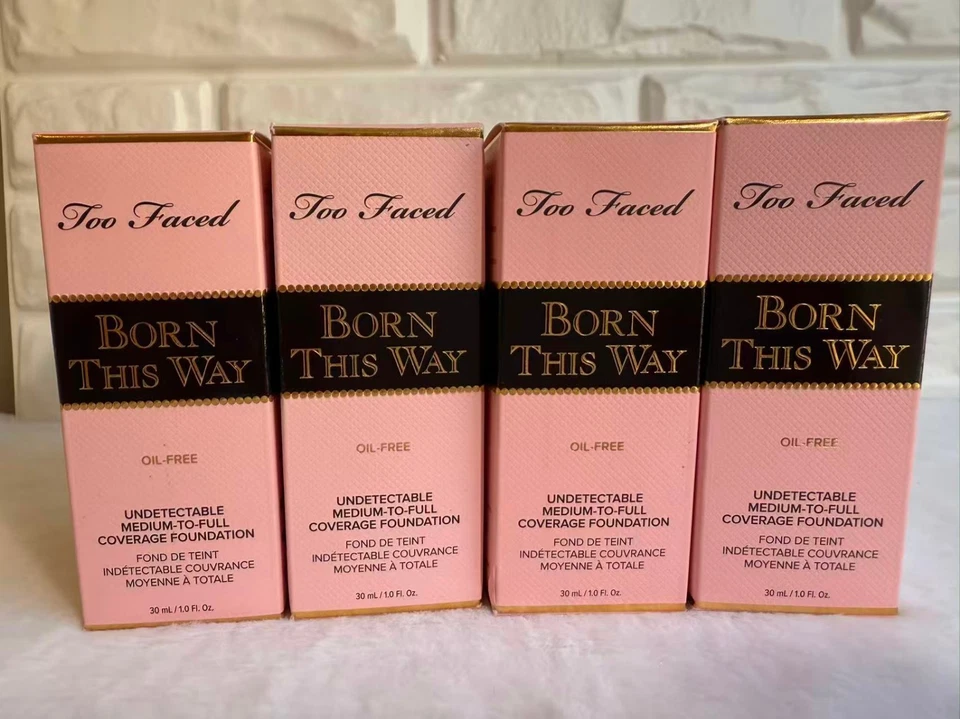 Too Faced
BORN
THIS WAY
OIL-FREE
UNDETECTABLE
MEDIUM-TO-FULL
COVERAGE FOUNDATION
FOND DE TEINT
INDÉTECTABLE COUVRANCE
MOYENNE À TOTALE
30 mL / 1.0 Fl. Oz.
Too Faced
BORN
THIS WAY
OIL-FREE
UNDETECTABLE
MEDIUM-TO-FULL
COVERAGE FOUNDATION
FOND DE TEINT
INDÉTECTABLE COUVRANCE
MOYENNE À TOTALE
30 mL / 1.0 Fl. Oz.
Too Faced
BORN
THIS WAY
OIL-FREE
UNDETECTABLE
MEDIUM-TO-FULL
COVERAGE FOUNDATION
FOND DE TEINT
INDÉTECTABLE COUVRANCE
MOYENNE À TOTALE
30 mL / 1.0 Fl. Oz.
Too Faced
BORN
THIS WAY
OIL-FREE
UNDETECTABLE
MEDIUM-TO-FULL
COVERAGE FOUNDATION
FOND DE TEINT
INDÉTECTABLE COUVRANCE
MOYENNE À TOTALE
30 mL / 1.0 Fl. Oz.